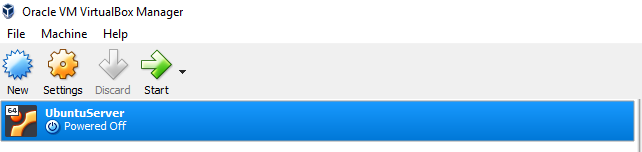 Oracle VM VirtualBox Manager
File Machine Help
New Settings Discard Start
64 UbuntuServer
Powered Off